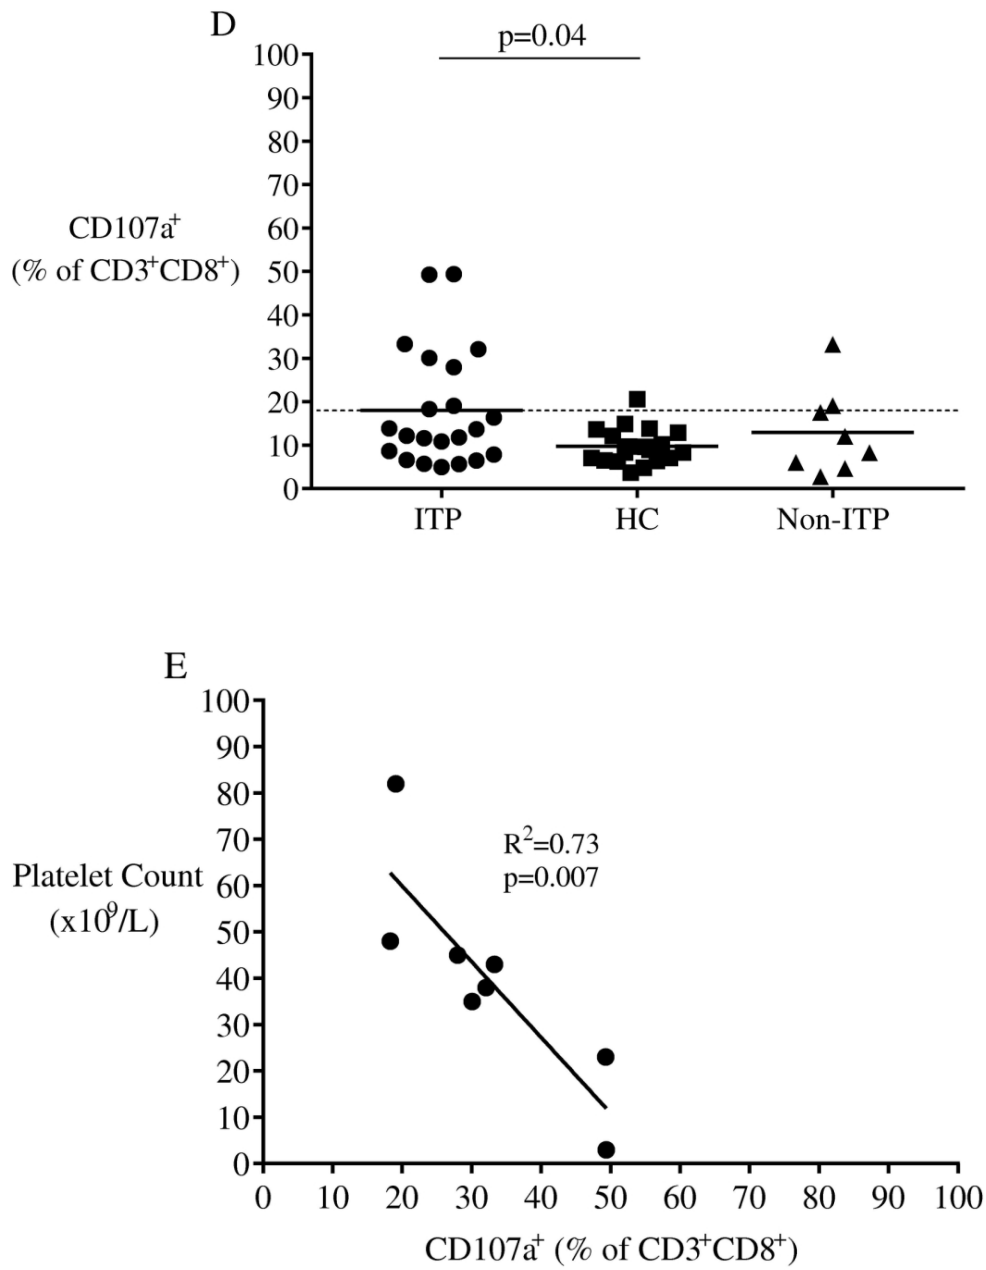 D
p=0.04
100
90
80
70
60
50
40
30
20
10
0
CD107a⁺
(% of CD3⁺CD8⁺)
ITP HC Non-ITP
E
100
90
80
70
60
50
40
30
20
10
0
Platelet Count
(x10⁹/L)
R²=0.73
p=0.007
0 10 20 30 40 50 60 70 80 90 100
CD107a⁺ (% of CD3⁺CD8⁺)